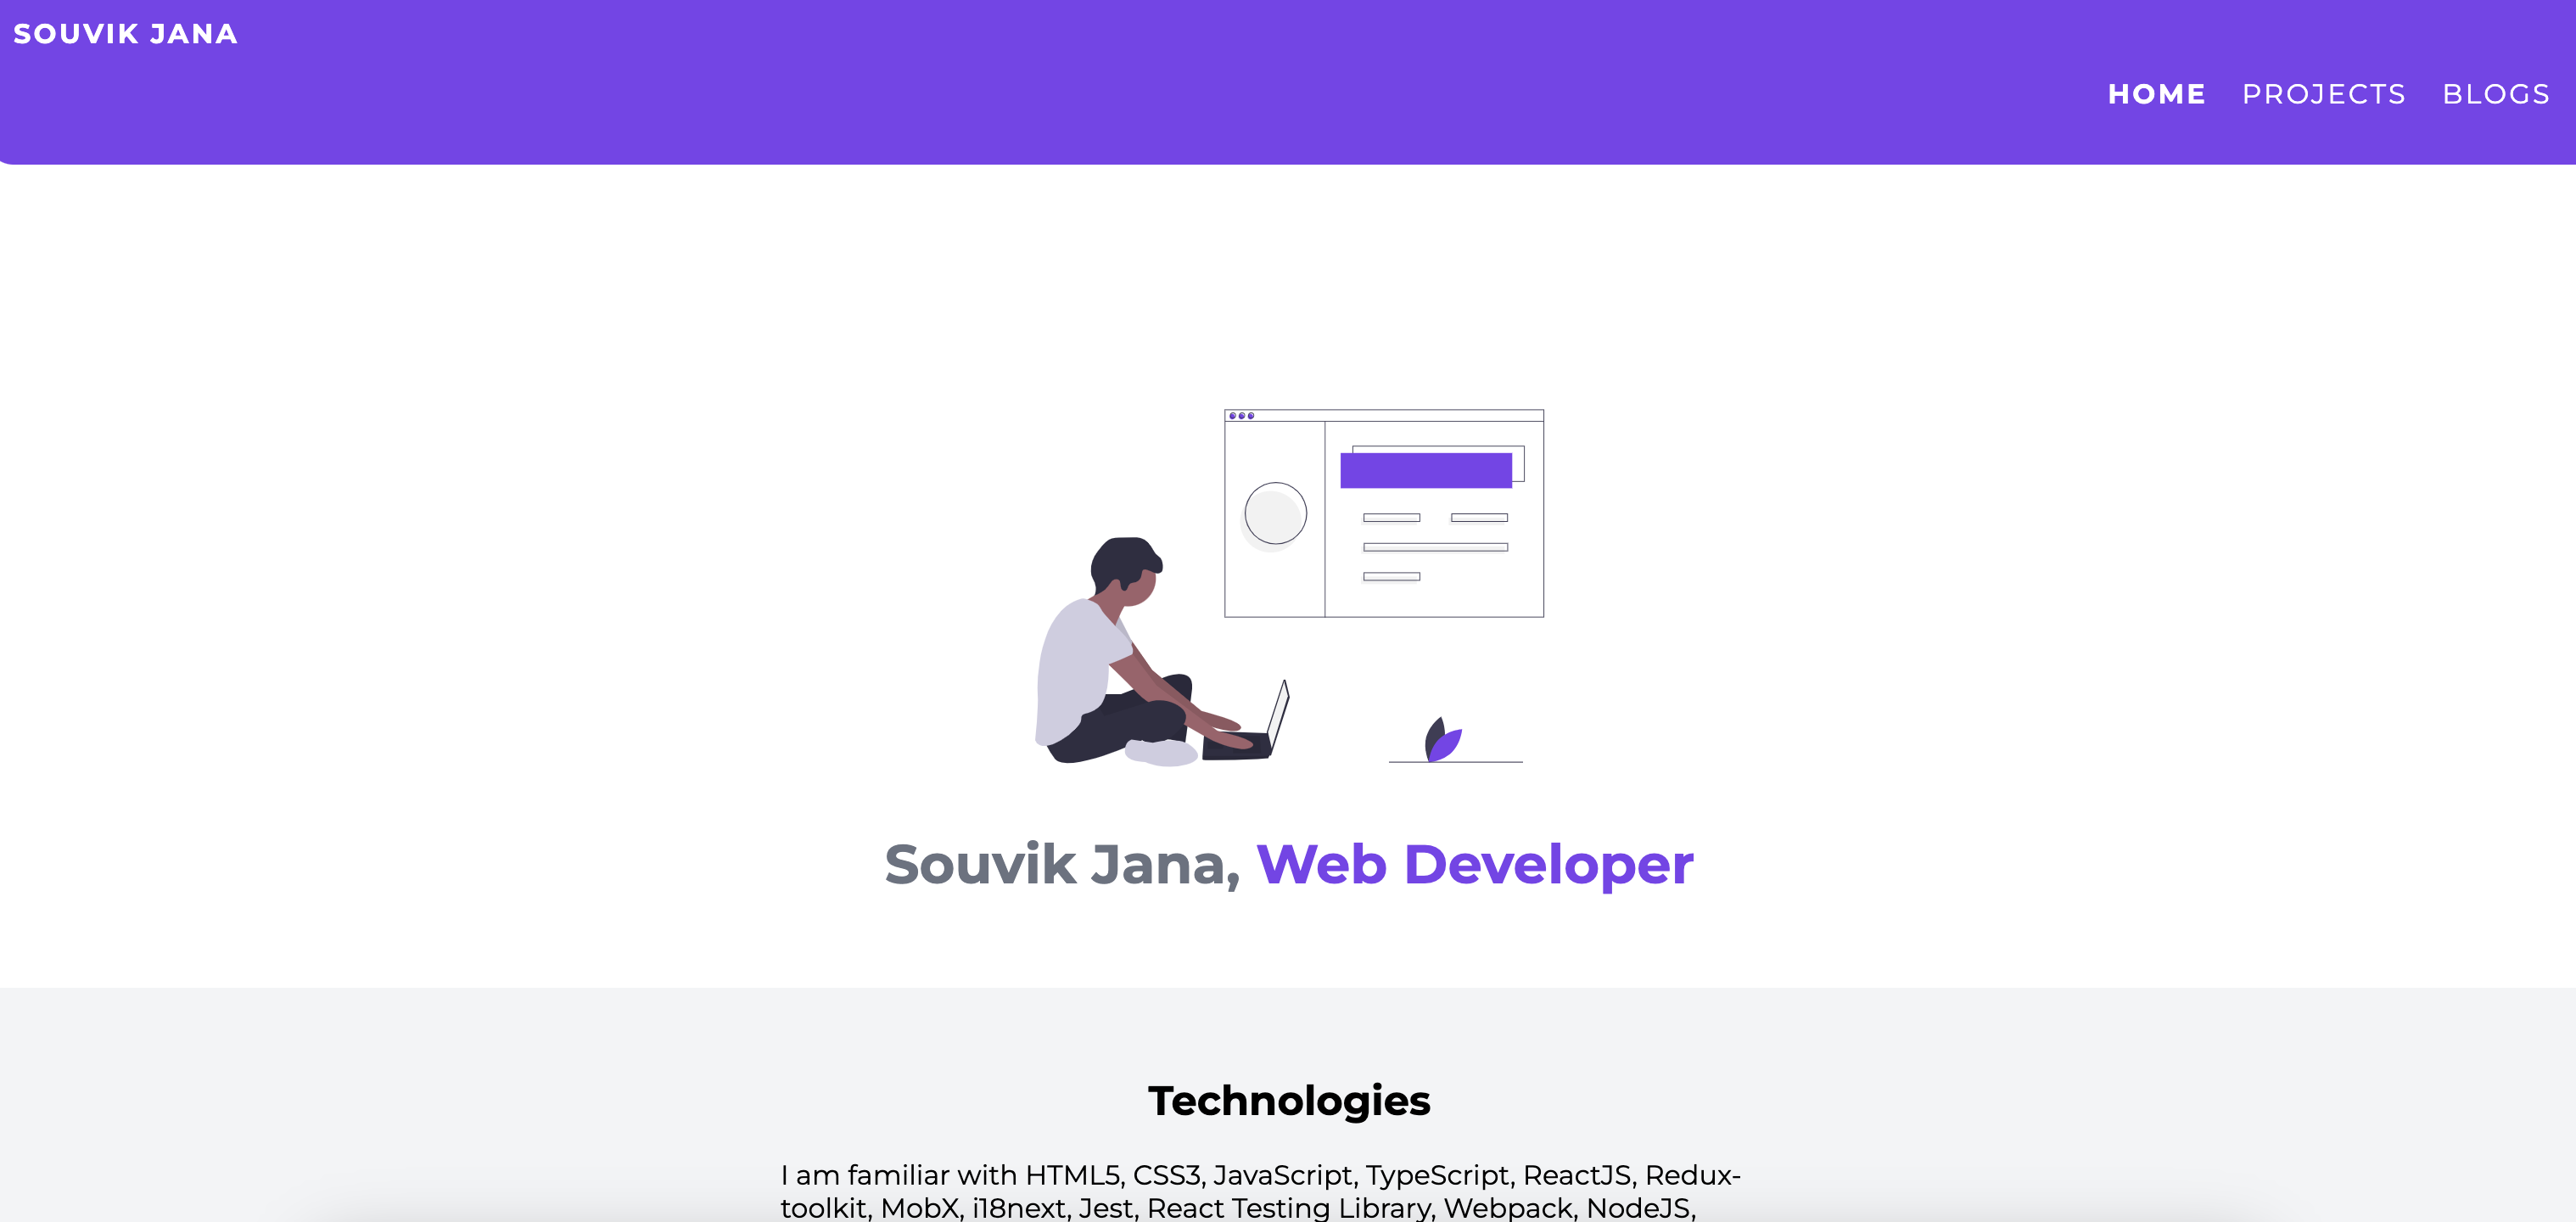 SOUVIK JANA
HOME PROJECTS BLOGS
Souvik Jana, Web Developer
Technologies
I am familiar with HTML5, CSS3, JavaScript, TypeScript, ReactJS, Redux-
toolkit, MobX, i18next, Jest, React Testing Library, Webpack, NodeJS,